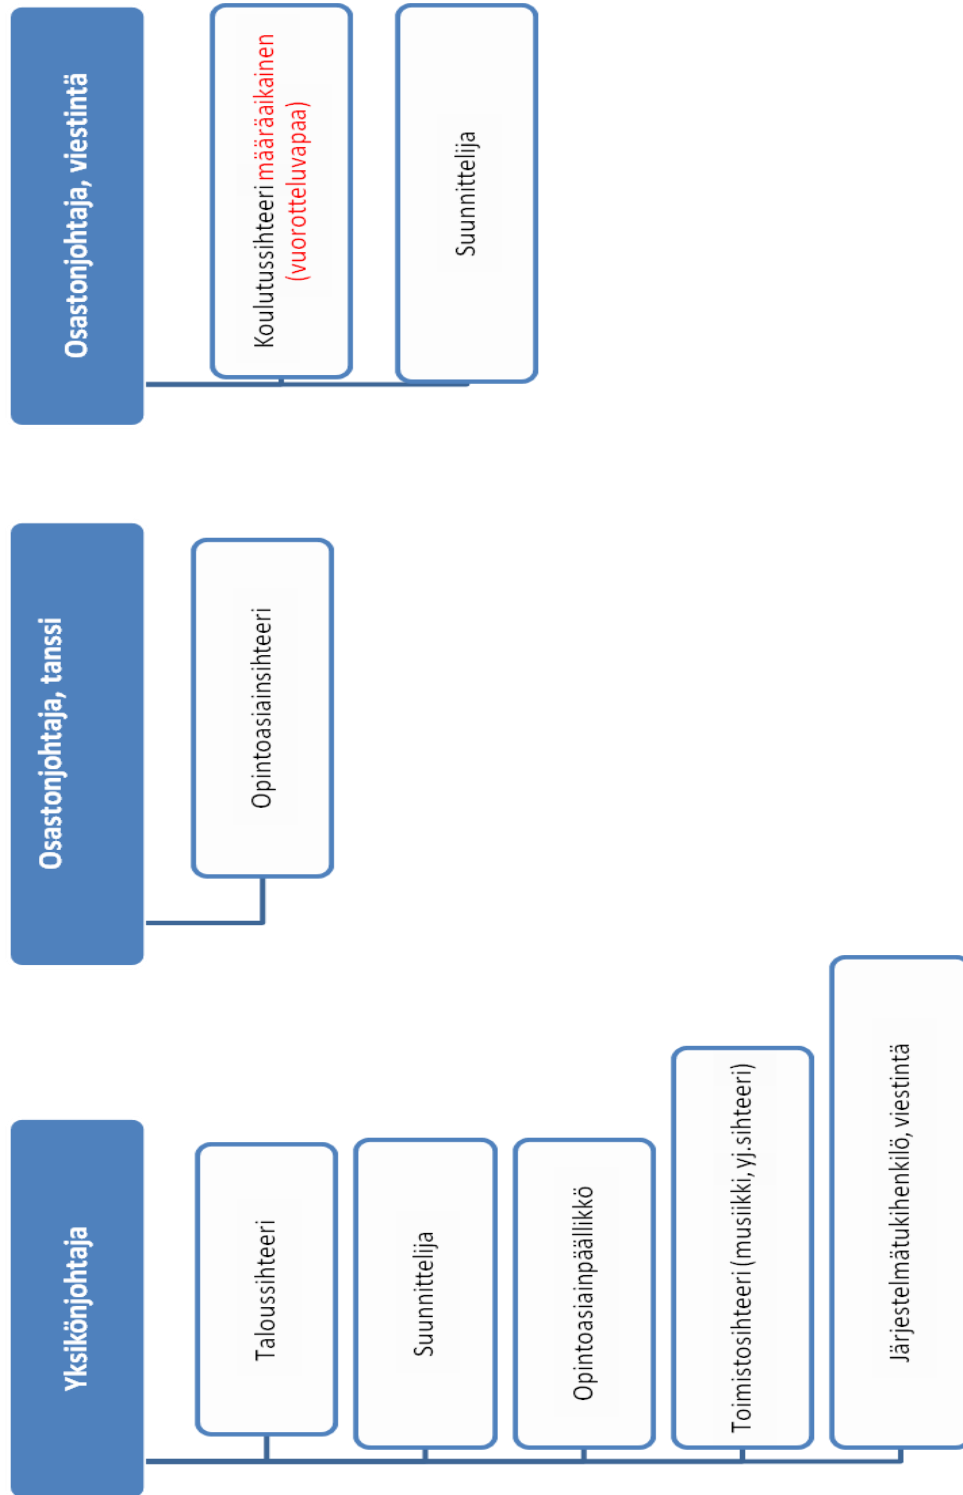 Yksikönjohtaja
Taloussihteeri
Suunnittelija
Opintoasiainpäällikkö
Toimistosihteeri (musiikki, yj.sihteeri)
Järjestelmätukihenkilö, viestintä
Osastonjohtaja, tanssi
Opintoasiainsihteeri
Osastonjohtaja, viestintä
Koulutussihteeri määräaikainen
(vuorotteluvapaa)
Suunnittelija